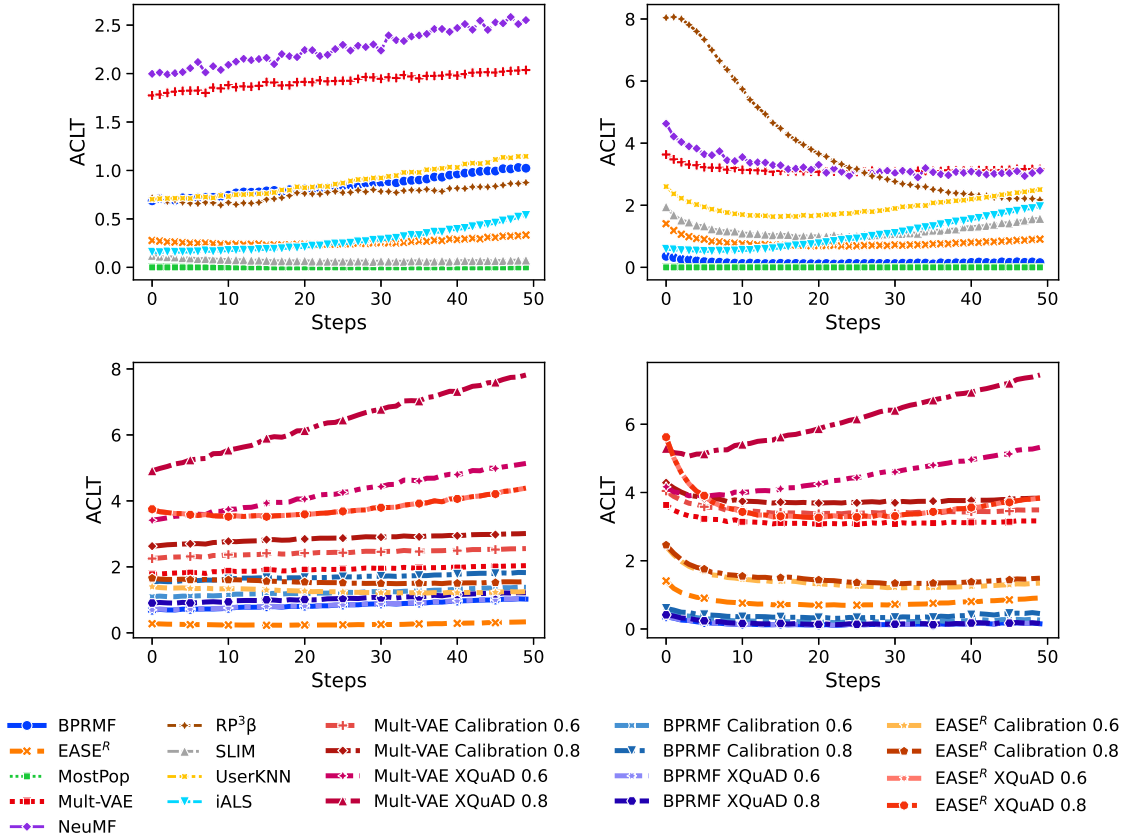 2.5
2.0
1.5
1.0
0.5
0.0
ACLT
0 10 20 30 40 50
Steps
8
6
4
2
0
ACLT
0 10 20 30 40 50
Steps
8
6
4
2
0
ACLT
0 10 20 30 40 50
Steps
6
4
2
0
ACLT
0 10 20 30 40 50
Steps
BPRMF
EASE^R
MostPop
Mult-VAE
NeuMF
RP³β
SLIM
UserKNN
iALS
Mult-VAE Calibration 0.6
Mult-VAE Calibration 0.8
Mult-VAE XQuAD 0.6
Mult-VAE XQuAD 0.8
BPRMF Calibration 0.6
BPRMF Calibration 0.8
BPRMF XQuAD 0.6
BPRMF XQuAD 0.8
EASE^R Calibration 0.6
EASE^R Calibration 0.8
EASE^R XQuAD 0.6
EASE^R XQuAD 0.8